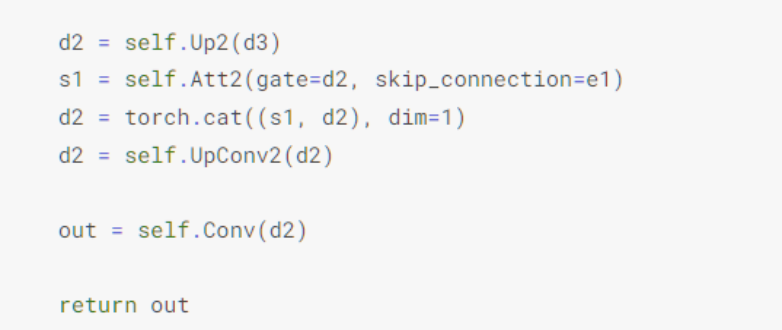 d2 = self.Up2(d3)
s1 = self.Att2(gate=d2, skip_connection=e1)
d2 = torch.cat((s1, d2), dim=1)
d2 = self.UpConv2(d2)
out = self.Conv(d2)
return out